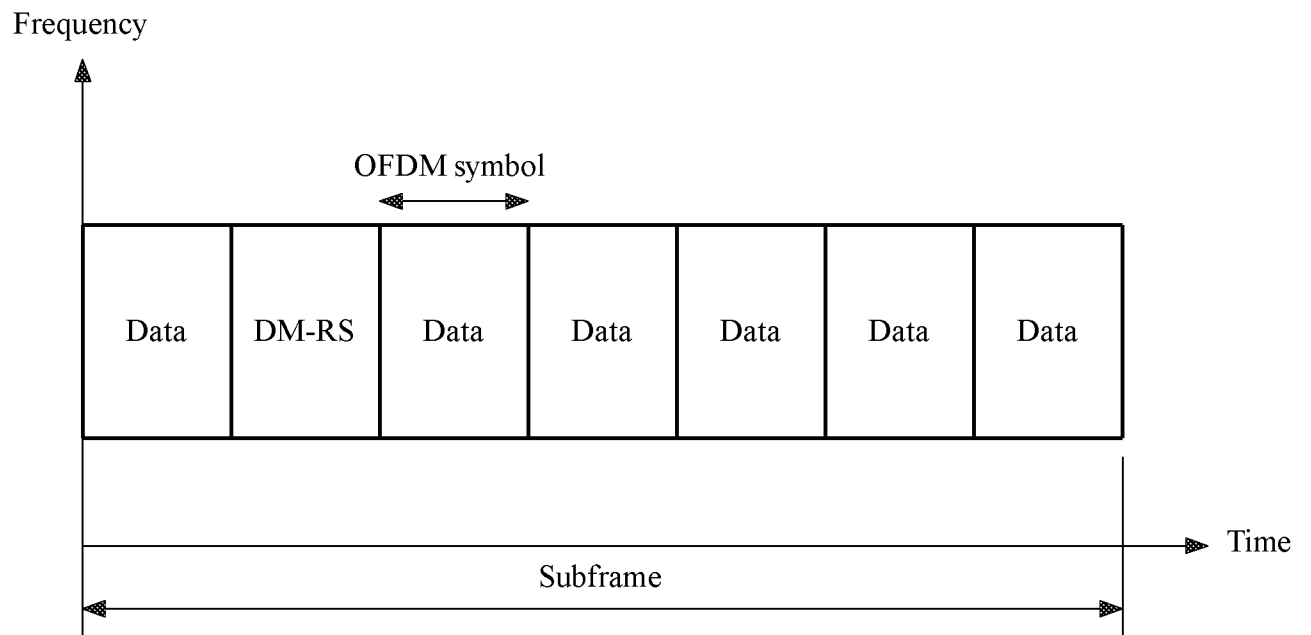 Frequency
OFDM symbol
Data DM-RS Data Data Data Data Data
Time
Subframe